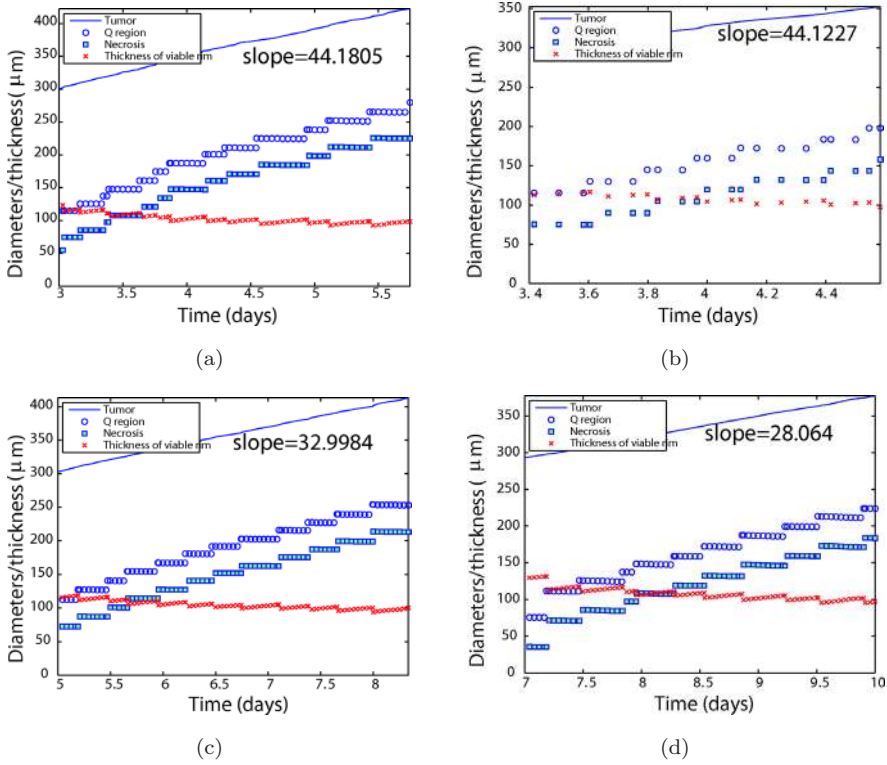 Tumor
Q region
Necrosis
Thickness of viable rim
slope=44.1805
400
350
300
250
200
150
100
50
0
3
3.5
4
4.5
5
5.5
Diameters/thickness( μm)
Time (days)
(a)
Tumor
Q region
Necrosis
Thickness of viable rim
slope=44.1227
350
300
250
200
150
100
50
0
3.4
3.6
3.8
4
4.2
4.4
Diameters/thickness ( μm)
Time (days)
(b)
Tumor
Q region
Necrosis
Thickness of viable rim
slope=32.9984
400
350
300
250
200
150
100
50
0
5
5.5
6
6.5
7
7.5
8
Diameters/thickness ( μm)
Time (days)
(c)
Tumor
Q region
Necrosis
Thickness of viable rim
slope=28.064
350
300
250
200
150
100
50
0
7
7.5
8
8.5
9
9.5
10
Diameters/thickness( μm)
Time (days)
(d)